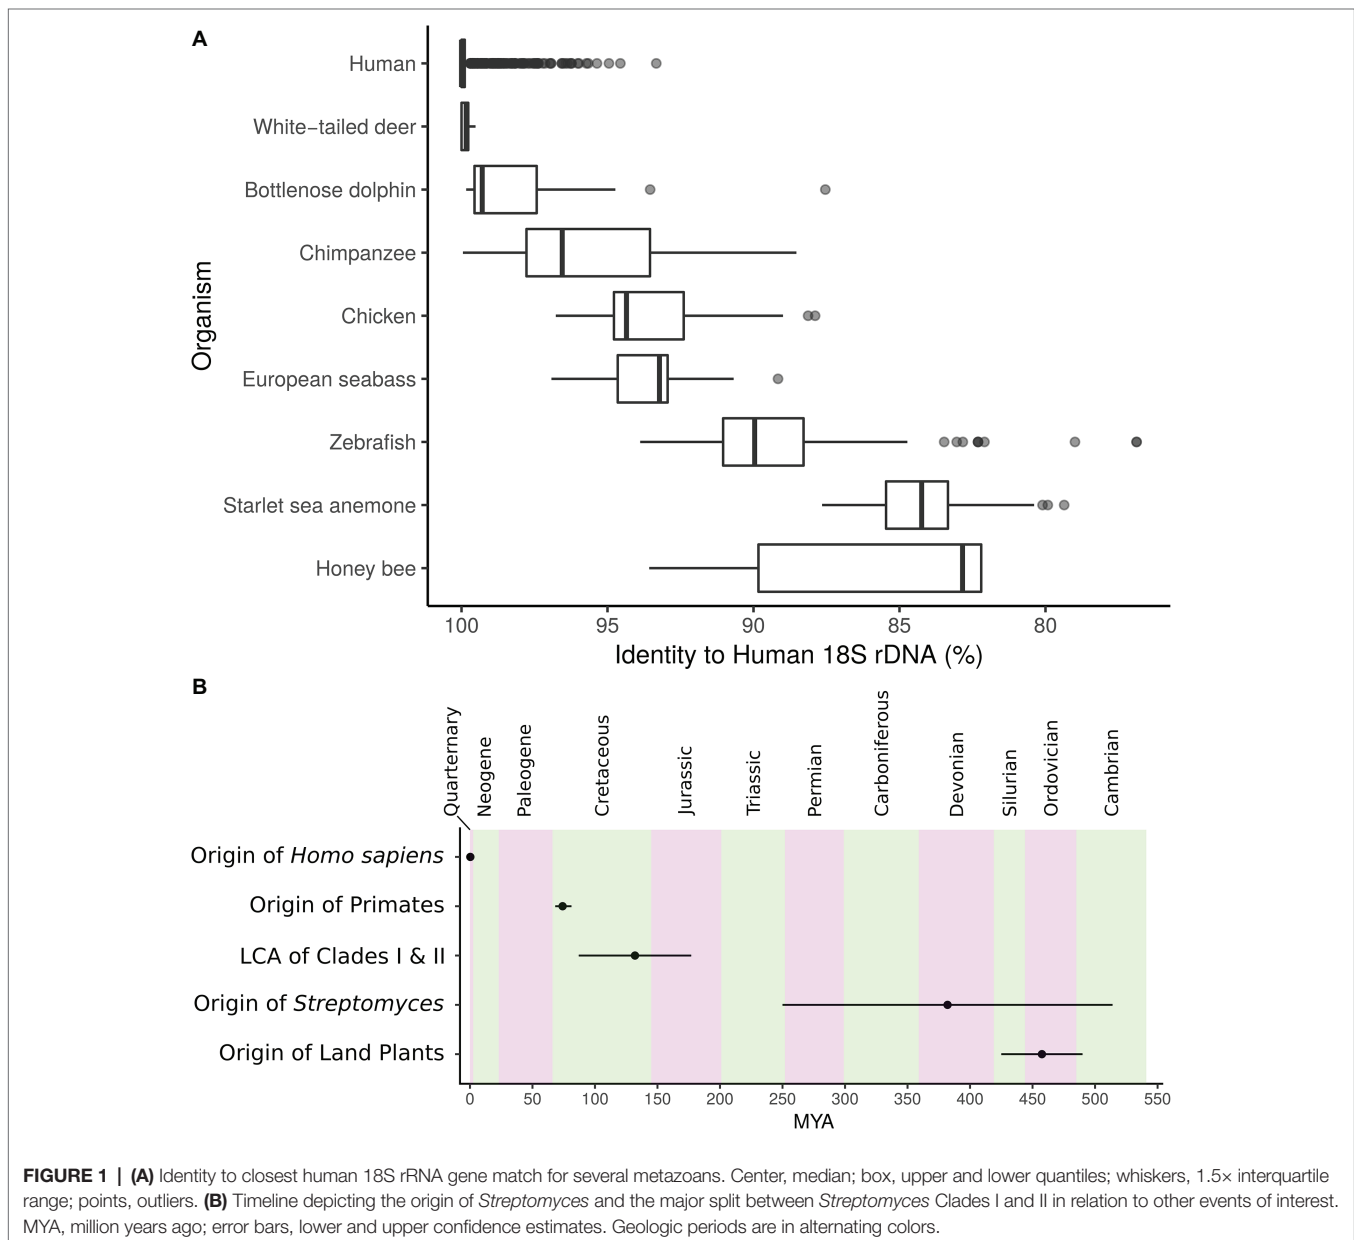 A
Human
White-tailed deer
Bottlenose dolphin
Chimpanzee
Chicken
European seabass
Zebrafish
Starlet sea anemone
Honey bee
Organism
100 95 90 85 80
Identity to Human 18S rDNA (%)
B
Quarternary Neogene Paleogene Cretaceous Jurassic Triassic Permian Carboniferous Devonian Silurian Ordovician Cambrian
Origin of Homo sapiens
Origin of Primates
LCA of Clades I & II
Origin of Streptomyces
Origin of Land Plants
0 50 100 150 200 250 300 350 400 450 500 550
MYA
FIGURE 1 | (A) Identity to closest human 18S rRNA gene match for several metazoans. Center, median; box, upper and lower quantiles; whiskers, 1.5× interquartile
range; points, outliers. (B) Timeline depicting the origin of Streptomyces and the major split between Streptomyces Clades I and II in relation to other events of interest.
MYA, million years ago; error bars, lower and upper confidence estimates. Geologic periods are in alternating colors.